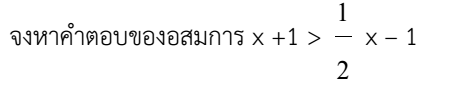 จงหาคำตอบของอสมการ x +1 > \frac{1}{2} x – 1